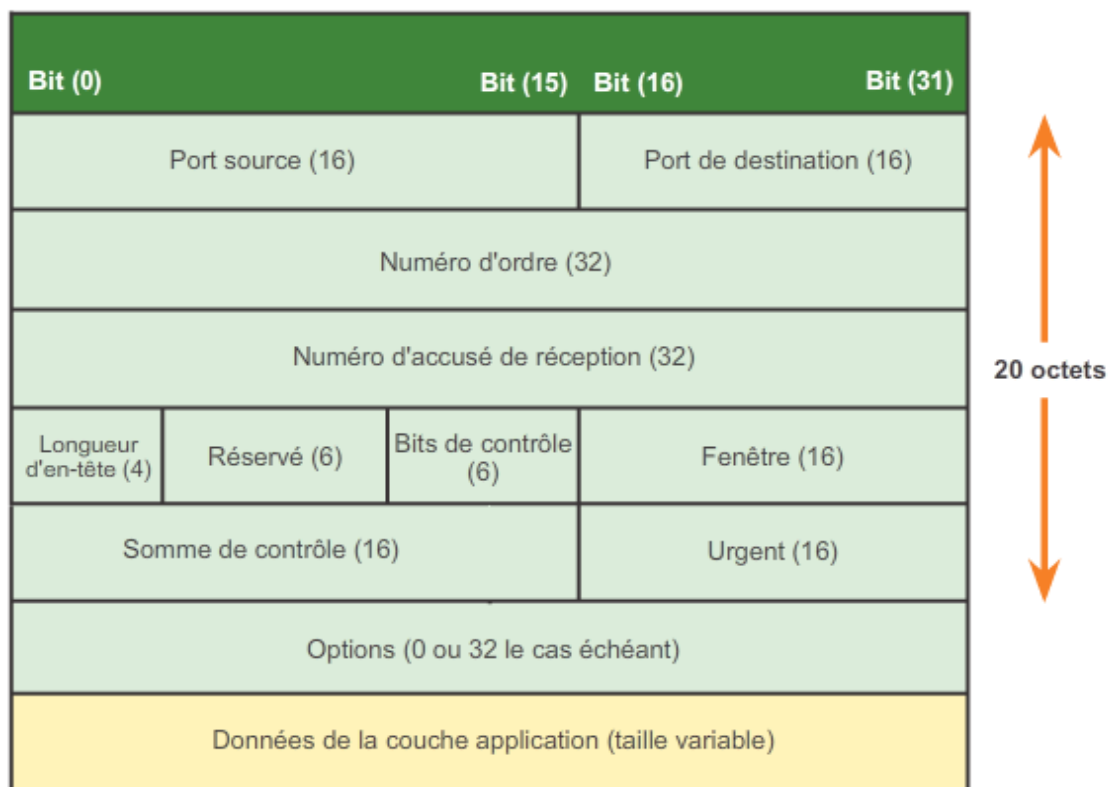 Bit (0) Bit (15) Bit (16) Bit (31)
Port source (16) Port de destination (16)
Numéro d'ordre (32)
Numéro d'accusé de réception (32)
20 octets
Longueur
d'en-tête (4)
Réservé (6)
Bits de contrôle
(6)
Fenêtre (16)
Somme de contrôle (16) Urgent (16)
Options (0 ou 32 le cas échéant)
Données de la couche application (taille variable)